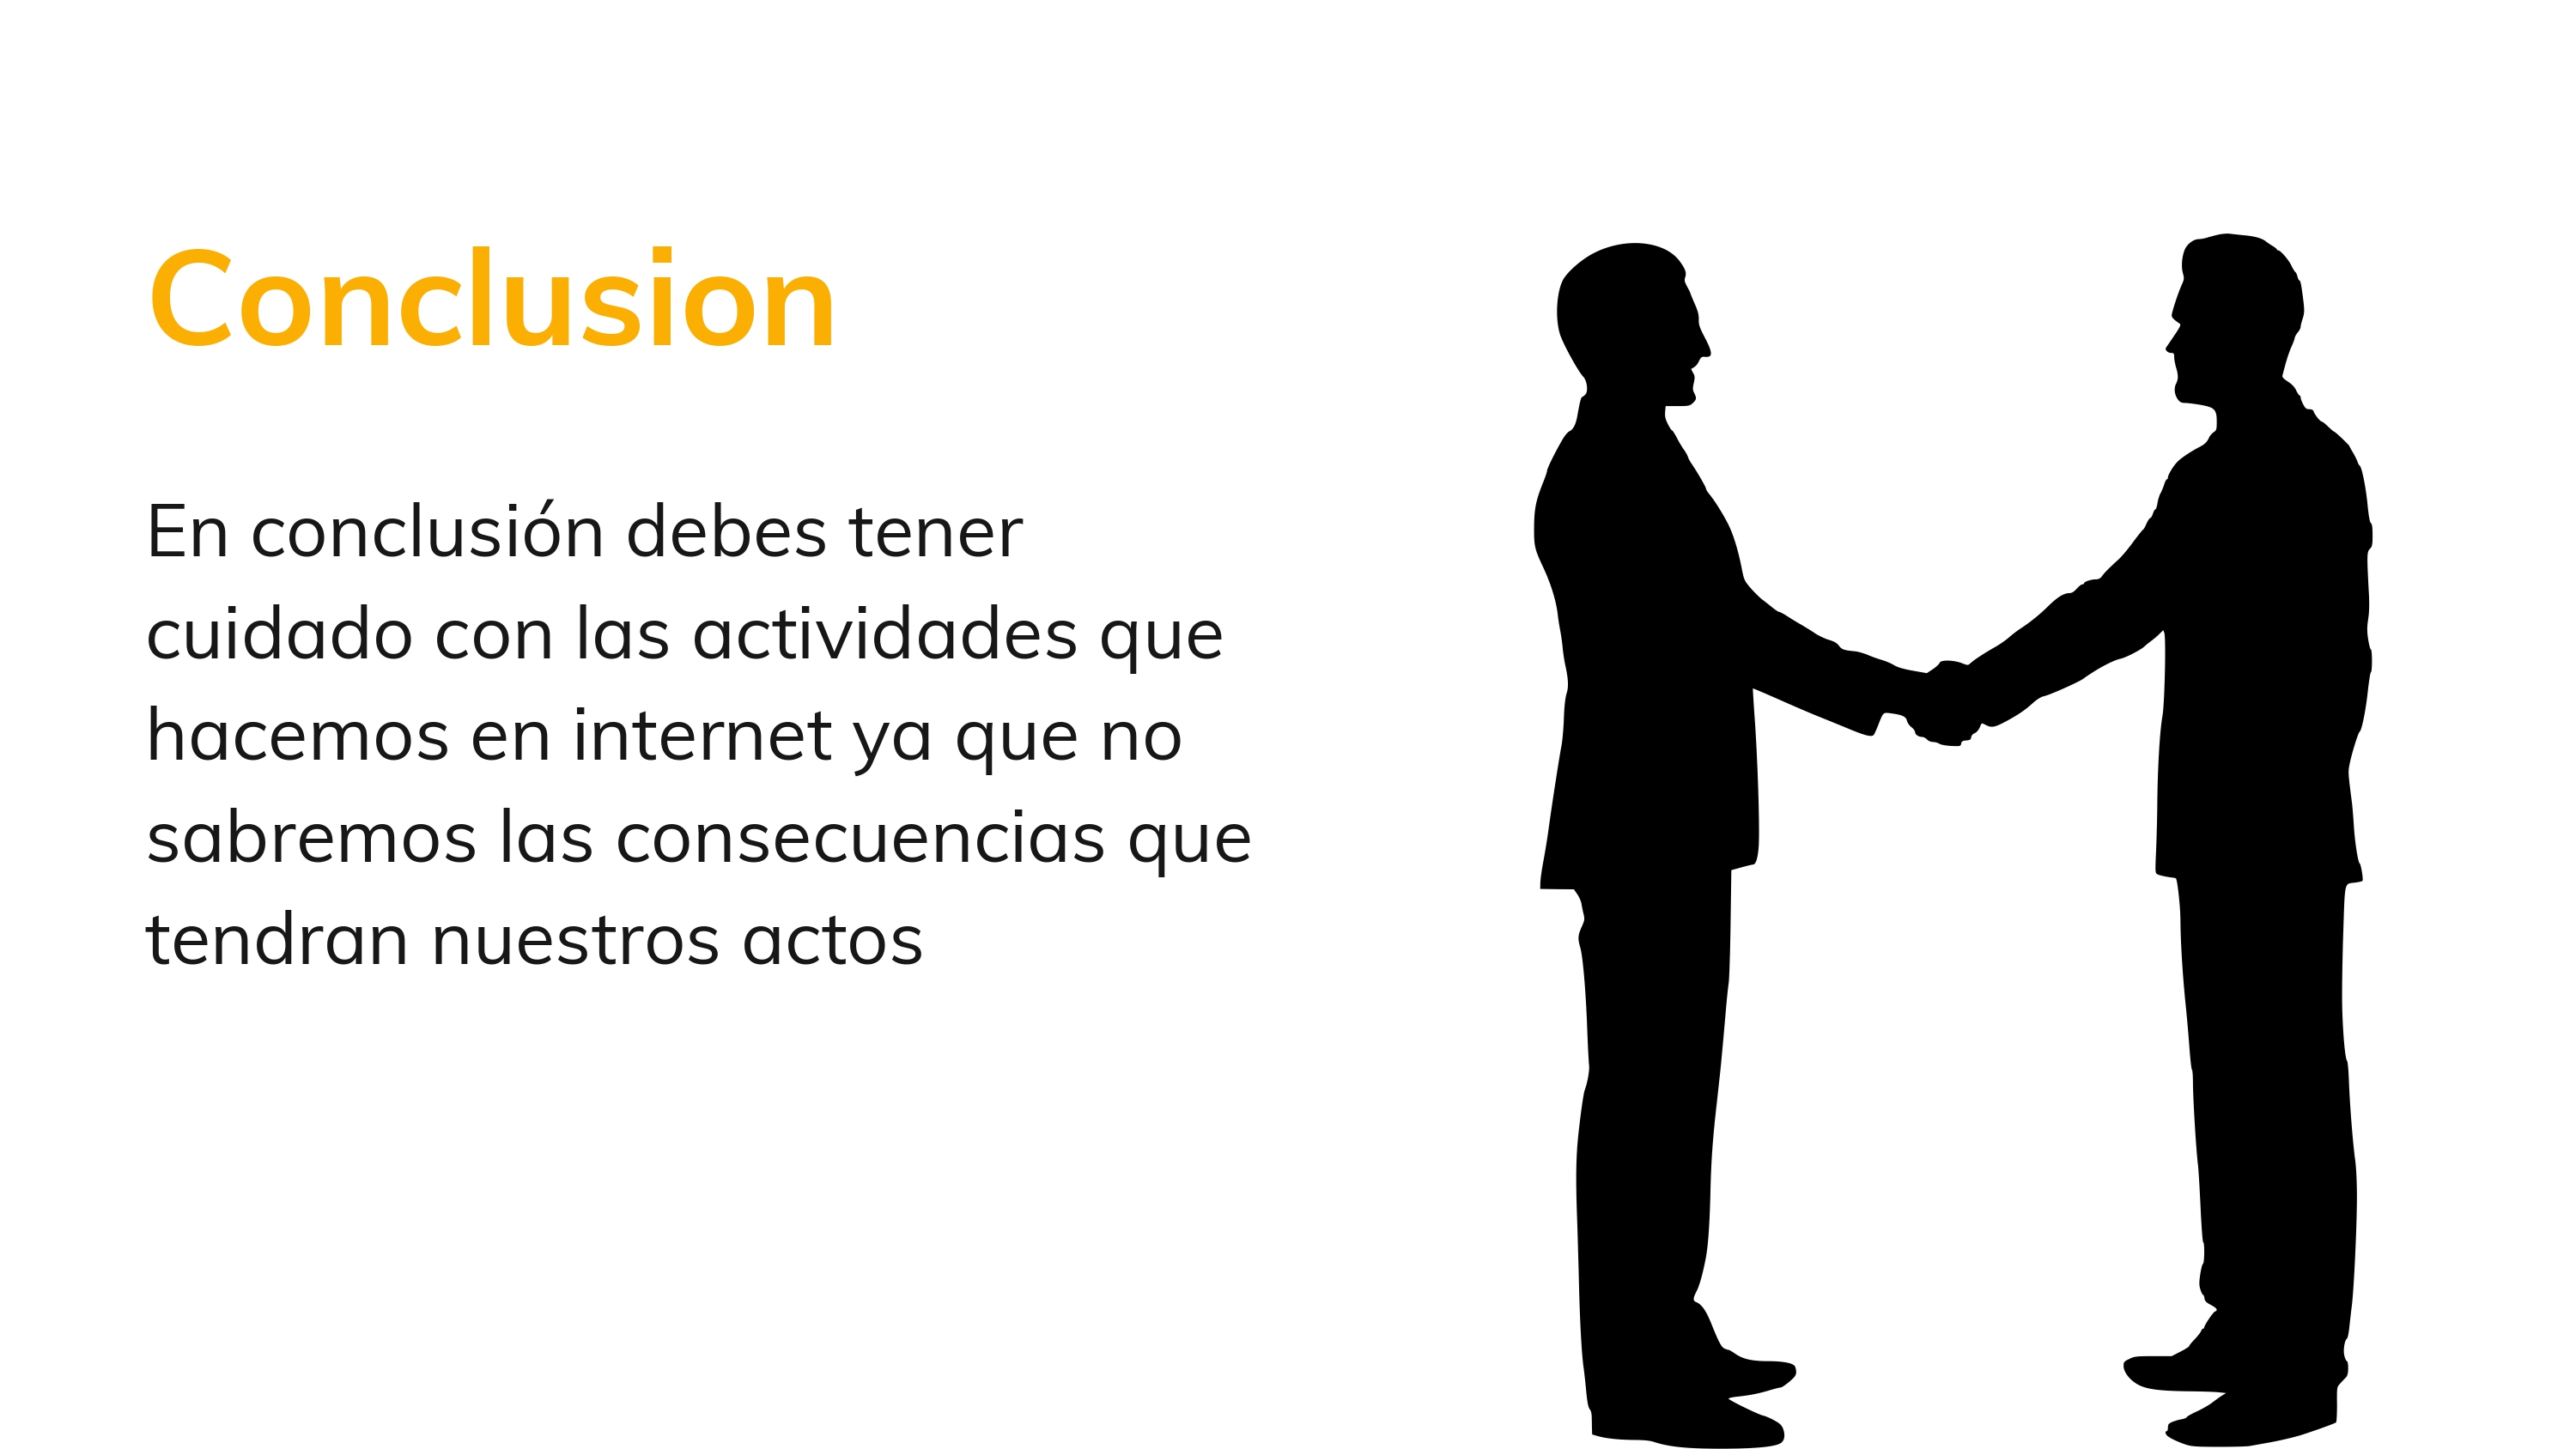 Conclusion
En conclusión debes tener
cuidado con las actividades que
hacemos en internet ya que no
sabremos las consecuencias que
tendran nuestros actos